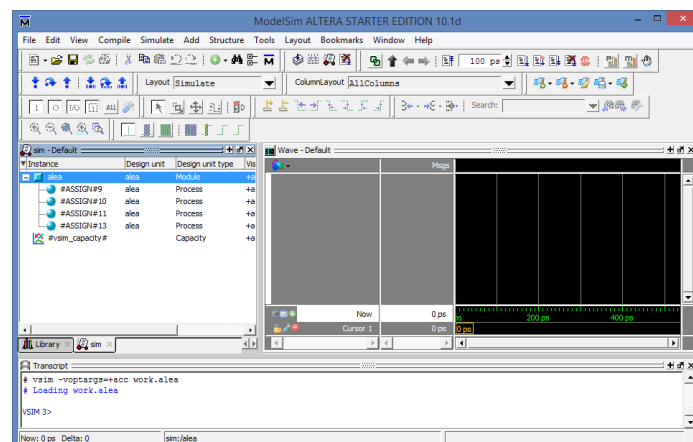 ModelSim ALTERA STARTER EDITION 10.1d
File Edit View Compile Simulate Add Structure Tools Layout Bookmarks Window Help
100 ps
Layout Simulate
ColumnLayout AllColumns
ALL
Search:
sim - Default
Instance Design unit Design unit type Vis
alea alea Module +a
#ASSIGN#9 alea Process +a
#ASSIGN#10 alea Process +a
#ASSIGN#11 alea Process +a
#ASSIGN#13 alea Process +a
#vsim_capacity# Capacity +a
Library sim
Wave - Default
Msgs
Now 0 ps
ps 200 ps 400 ps
Cursor 1 0 ps 0 ps
Transcript
# vsim -voptargs=+acc work.alea
# Loading work.alea
VSIM 3>
Now: 0 ps Delta: 0 sim:/alea